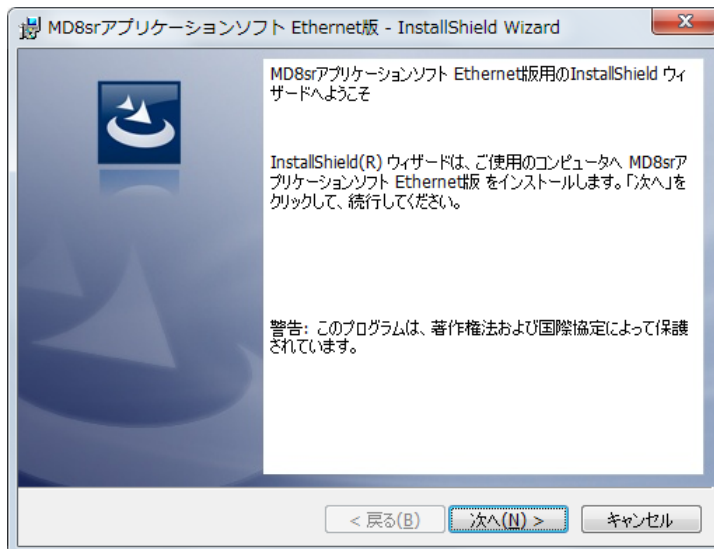 MD8srアプリケーションソフト Ethernet版 - InstallShield Wizard
MD8srアプリケーションソフト Ethernet版用のInstallShield ウィ
ザードへようこそ
InstallShield(R) ウィザードは、ご使用のコンピュータへ MD8srア
プリケーションソフト Ethernet版 をインストールします。「次へ」を
クリックして、続行してください。
警告: このプログラムは、著作権法および国際協定によって保護
されています。
< 戻る(B)
次へ(N) >
キャンセル